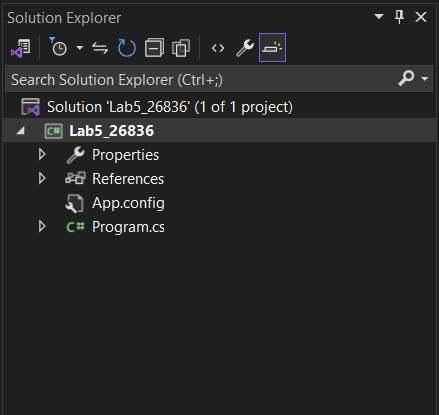 Solution Explorer
Search Solution Explorer (Ctrl+;)
Solution 'Lab5_26836' (1 of 1 project)
C# Lab5_26836
Properties
References
App.config
C# Program.cs